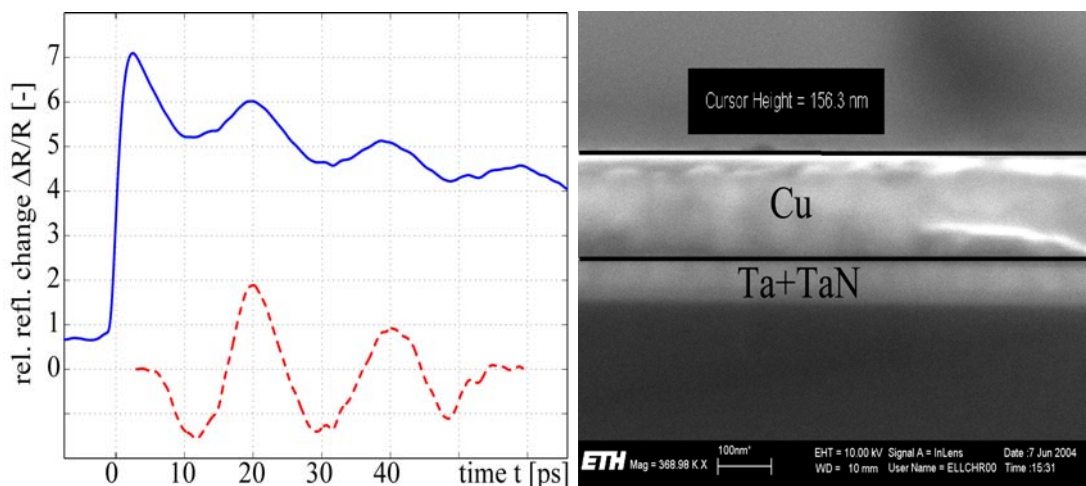 rel. refl. change ΔR/R [-]
7
6
5
4
3
2
1
0
0 10 20 30 40 time t [ps]
Cursor Height = 156.3 nm
Cu
Ta+TaN
ETH Mag = 368.98 K X 100nm EHT = 10.00 kV Signal A = InLens Date :7 Jun 2004
WD = 10 mm User Name = ELLCHR00 Time :15:31